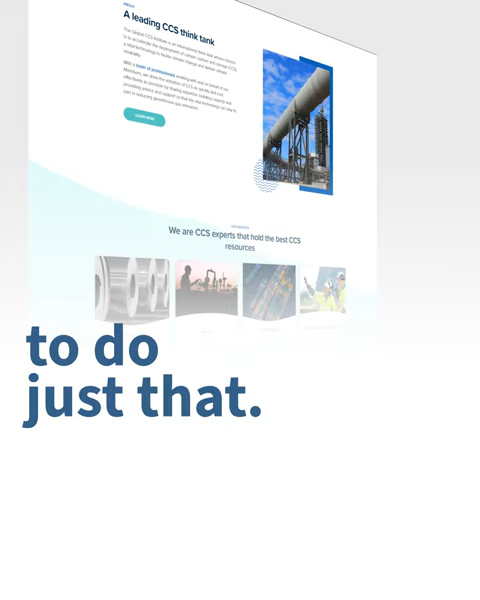 ABOUT
A leading CCS think tank
The Global CCS Institute is an international think tank whose mission
is to accelerate the deployment of carbon capture and storage (CCS),
a vital technology to tackle climate change and deliver climate
neutrality.
With a team of professionals working with and on behalf of our
Members, we drive the adoption of CCS as quickly and cost
effectively as possible by sharing expertise, building capacity and
providing advice and support so that this vital technology can play its
part in reducing greenhouse gas emissions.
LEARN MORE
We are CCS experts that hold the best CCS
resources
to do
just that.